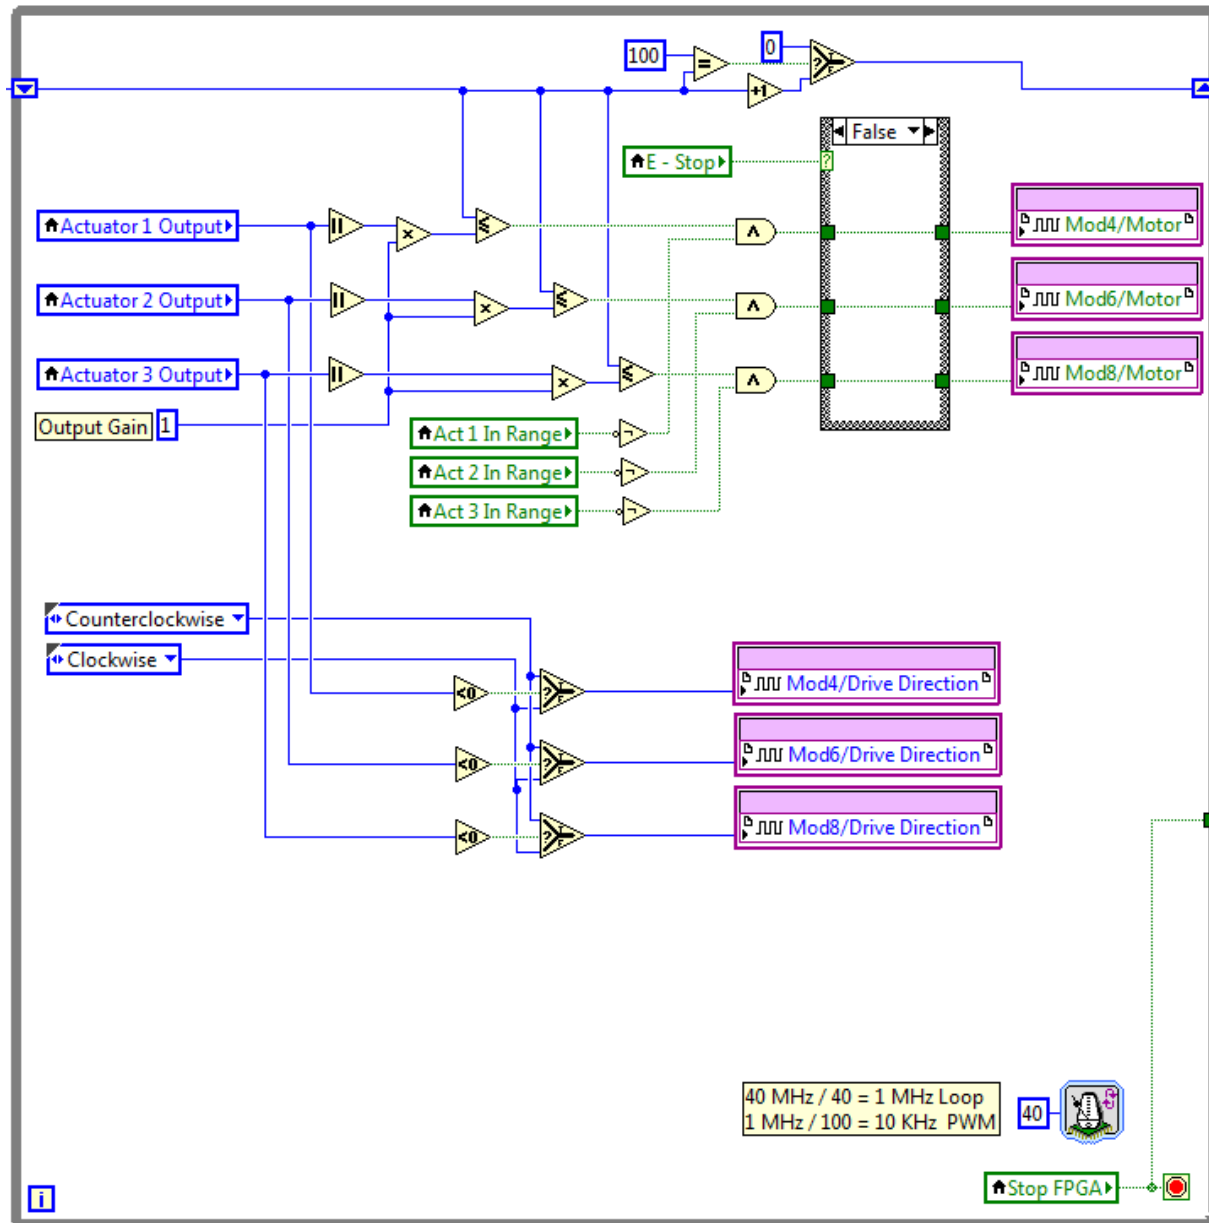 100
0
=
?
T
F
+1
False
E - Stop
?
Actuator 1 Output
x
≤
∧
Mod4/Motor
Actuator 2 Output
x
≤
∧
Mod6/Motor
Actuator 3 Output
x
≤
∧
Mod8/Motor
Output Gain
1
Act 1 In Range
¬
Act 2 In Range
¬
Act 3 In Range
¬
Counterclockwise
Clockwise
<0
?
T
F
Mod4/Drive Direction
<0
?
T
F
Mod6/Drive Direction
<0
?
T
F
Mod8/Drive Direction
40 MHz / 40 = 1 MHz Loop
1 MHz / 100 = 10 KHz PWM
40
Stop FPGA
i